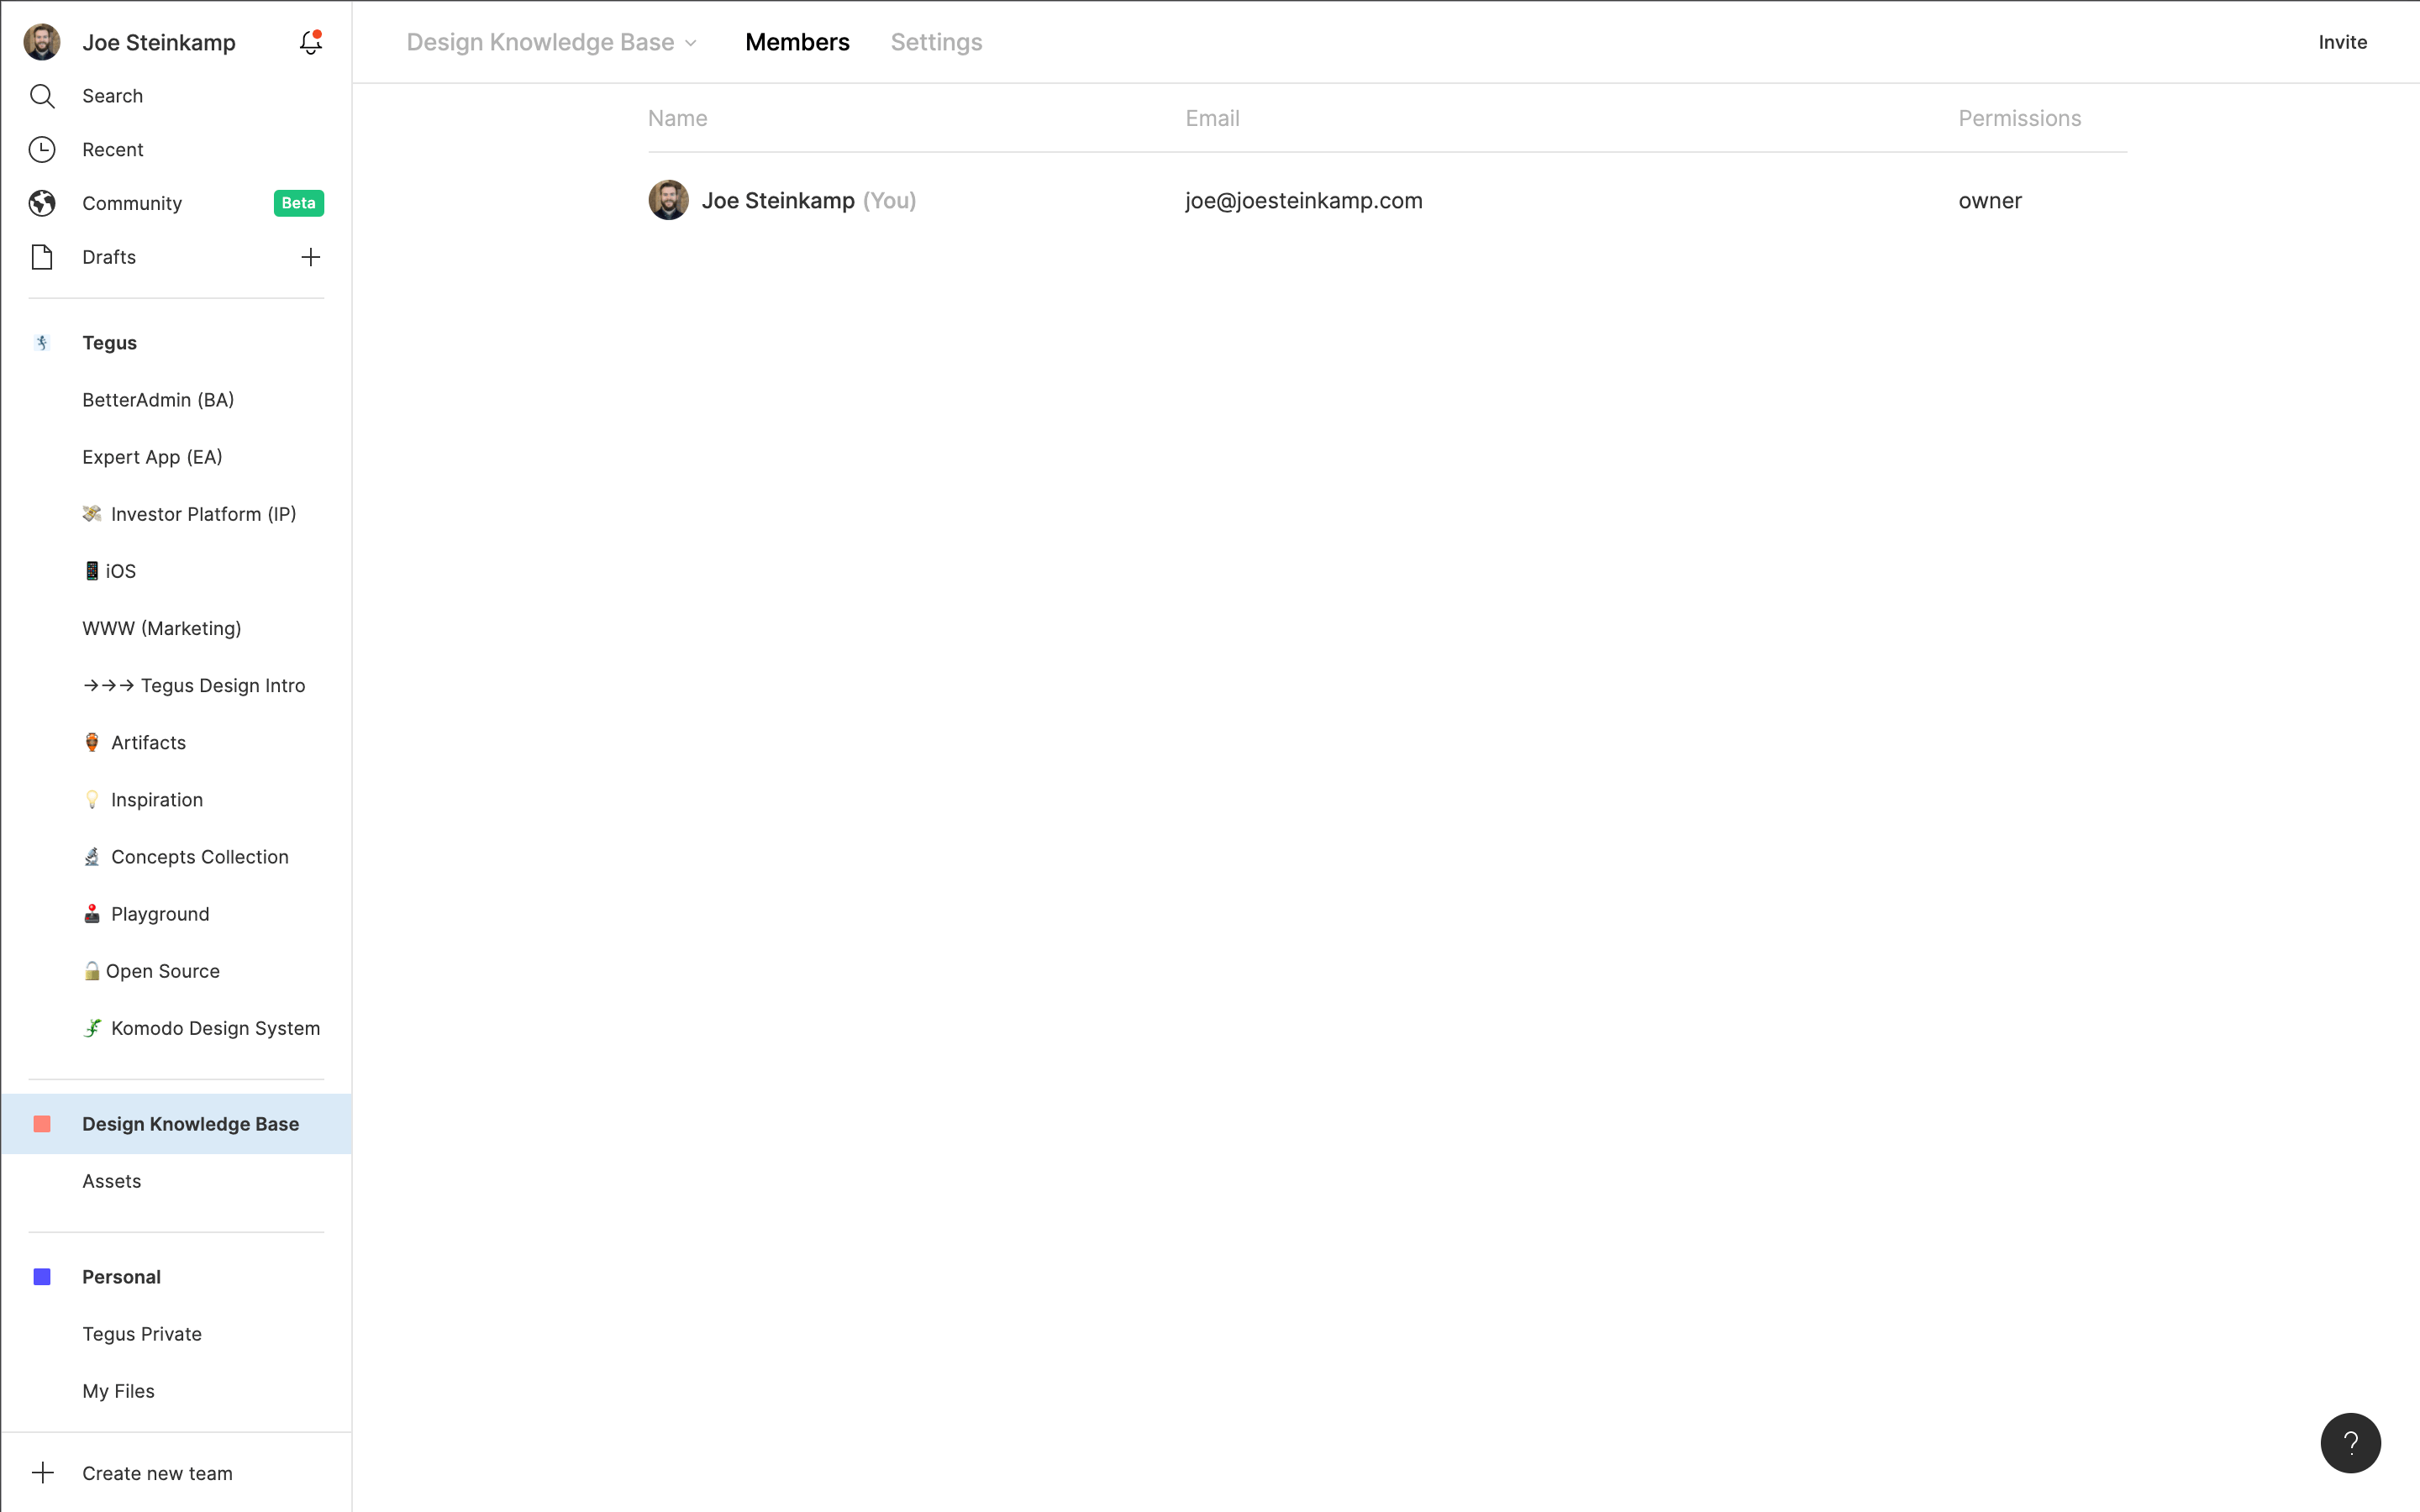 Joe Steinkamp
Search
Recent
Community Beta
Drafts
Tegus
BetterAdmin (BA)
Expert App (EA)
💸 Investor Platform (IP)
📱 iOS
WWW (Marketing)
→→→ Tegus Design Intro
🏺 Artifacts
💡 Inspiration
🔬 Concepts Collection
🕹 Playground
🔓 Open Source
🦎 Komodo Design System
Design Knowledge Base
Assets
Personal
Tegus Private
My Files
Create new team
Design Knowledge Base Members Settings Invite
Name Email Permissions
Joe Steinkamp (You) joe@joesteinkamp.com owner
?